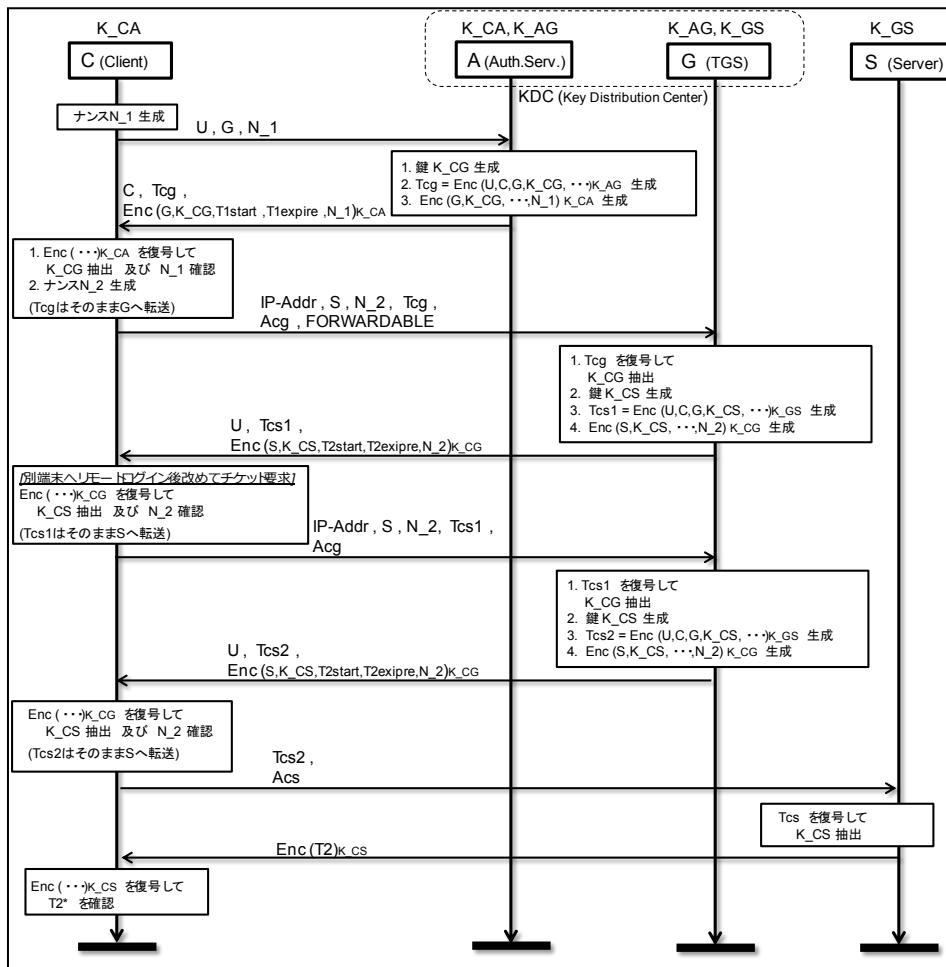 K_CA
K_CA, K_AG
K_AG, K_GS
K_GS
C (Client)
A (Auth.Serv.)
G (TGS)
S (Server)
KDC (Key Distribution Center)
ナンスN_1 生成
U , G , N_1
1. 鍵 K_CG 生成
2. Tcg = Enc (U,C,G,K_CG, ・・・)K_AG 生成
3. Enc (G,K_CG, ・・・,N_1) K_CA 生成
C , Tcg ,
Enc (G,K_CG,T1start ,T1expire ,N_1)K_CA
1. Enc (・・・)K_CA を復号して
K_CG 抽出 及び N_1 確認
2. ナンスN_2 生成
(TcgはそのままGへ転送)
IP-Addr , S , N_2 , Tcg ,
Acg , FORWARDABLE
1. Tcg を復号して
K_CG 抽出
2. 鍵 K_CS 生成
3. Tcs1 = Enc (U,C,G,K_CS, ・・・)K_GS 生成
4. Enc (S,K_CS, ・・・,N_2) K_CG 生成
U , Tcs1 ,
Enc (S,K_CS,T2start,T2exipre,N_2)K_CG
[別端末へリモートログイン後改めてチケット要求]
Enc (・・・)K_CG を復号して
K_CS 抽出 及び N_2 確認
(Tcs1はそのままSへ転送)
IP-Addr , S , N_2, Tcs1 ,
Acg
1. Tcs1 を復号して
K_CG 抽出
2. 鍵 K_CS 生成
3. Tcs2 = Enc (U,C,G,K_CS, ・・・)K_GS 生成
4. Enc (S,K_CS, ・・・,N_2) K_CG 生成
U , Tcs2 ,
Enc (S,K_CS,T2start,T2exipre,N_2)K_CG
Enc (・・・)K_CG を復号して
K_CS 抽出 及び N_2 確認
(Tcs2はそのままSへ転送)
Tcs2 ,
Acs
Tcs を復号して
K_CS 抽出
Enc (T2)K_CS
Enc (・・・)K_CS を復号して
T2* を確認